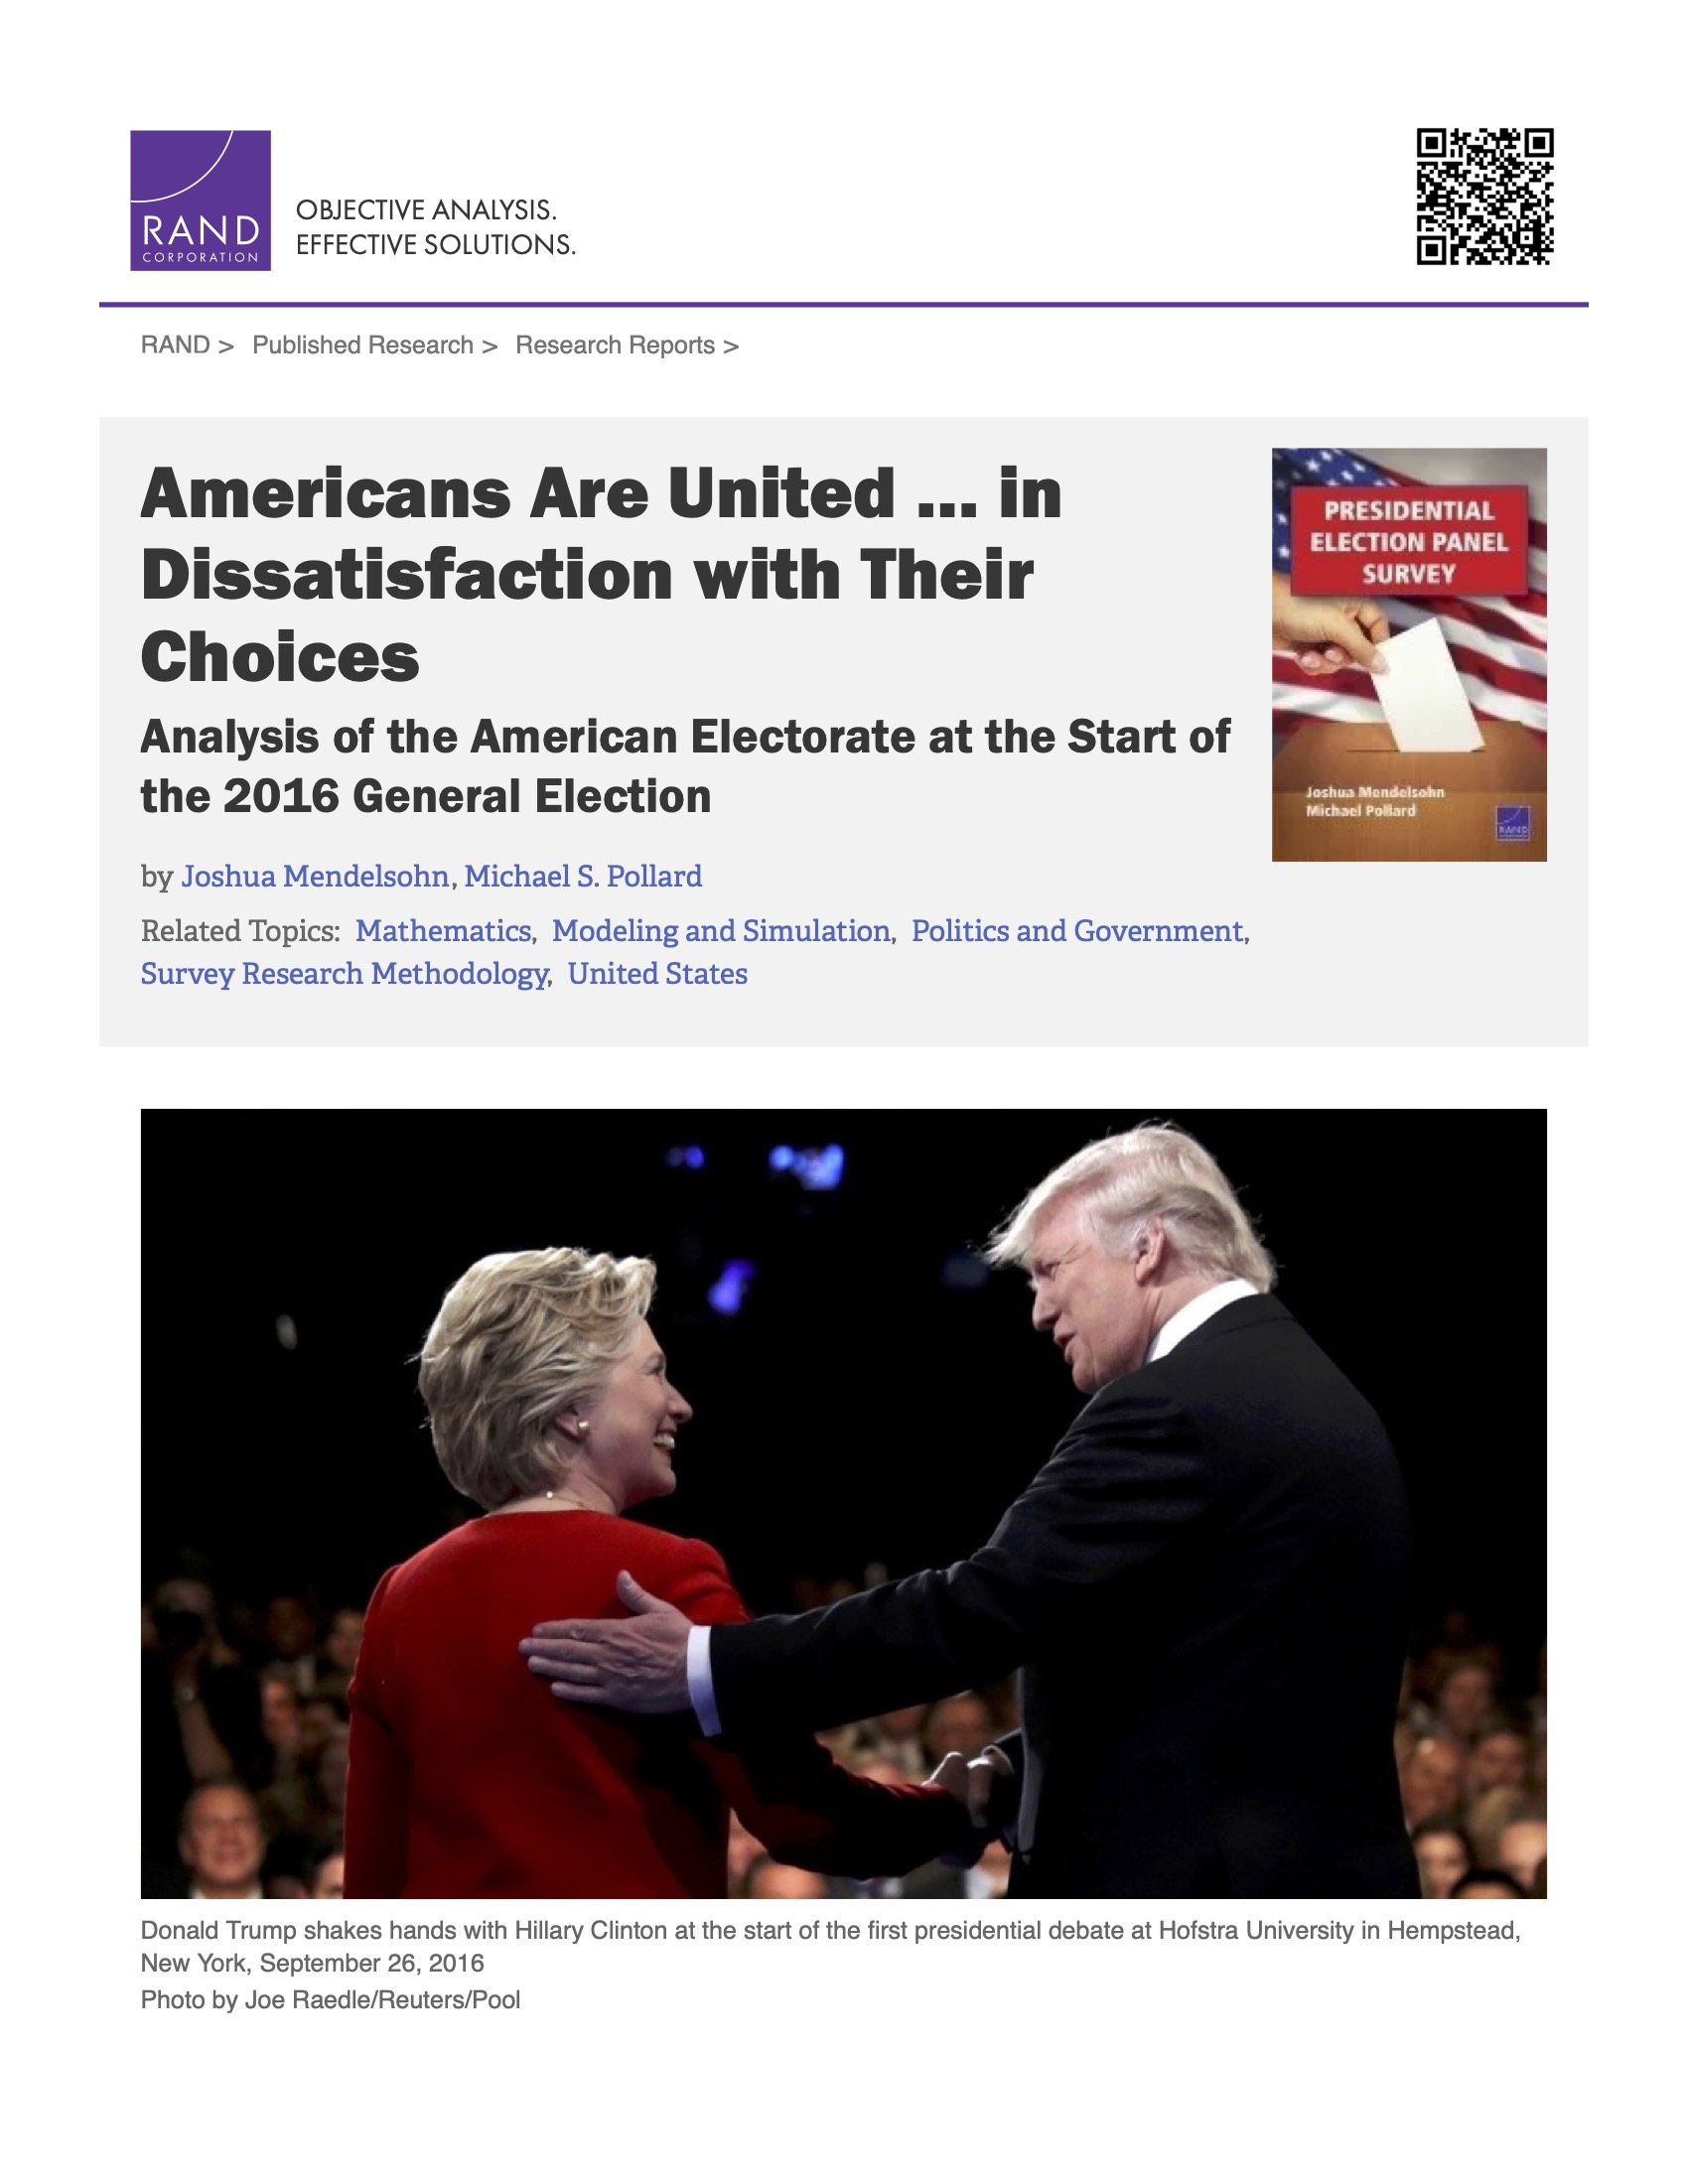 RAND
CORPORATION
OBJECTIVE ANALYSIS.
EFFECTIVE SOLUTIONS.
RAND > Published Research > Research Reports >
Americans Are United ... in
Dissatisfaction with Their
Choices
Analysis of the American Electorate at the Start of
the 2016 General Election
by Joshua Mendelsohn, Michael S. Pollard
Related Topics: Mathematics, Modeling and Simulation, Politics and Government,
Survey Research Methodology, United States
PRESIDENTIAL
ELECTION PANEL
SURVEY
Joshua Mendelsohn
Michael Pollard
RAND
Donald Trump shakes hands with Hillary Clinton at the start of the first presidential debate at Hofstra University in Hempstead,
New York, September 26, 2016
Photo by Joe Raedle/Reuters/Pool